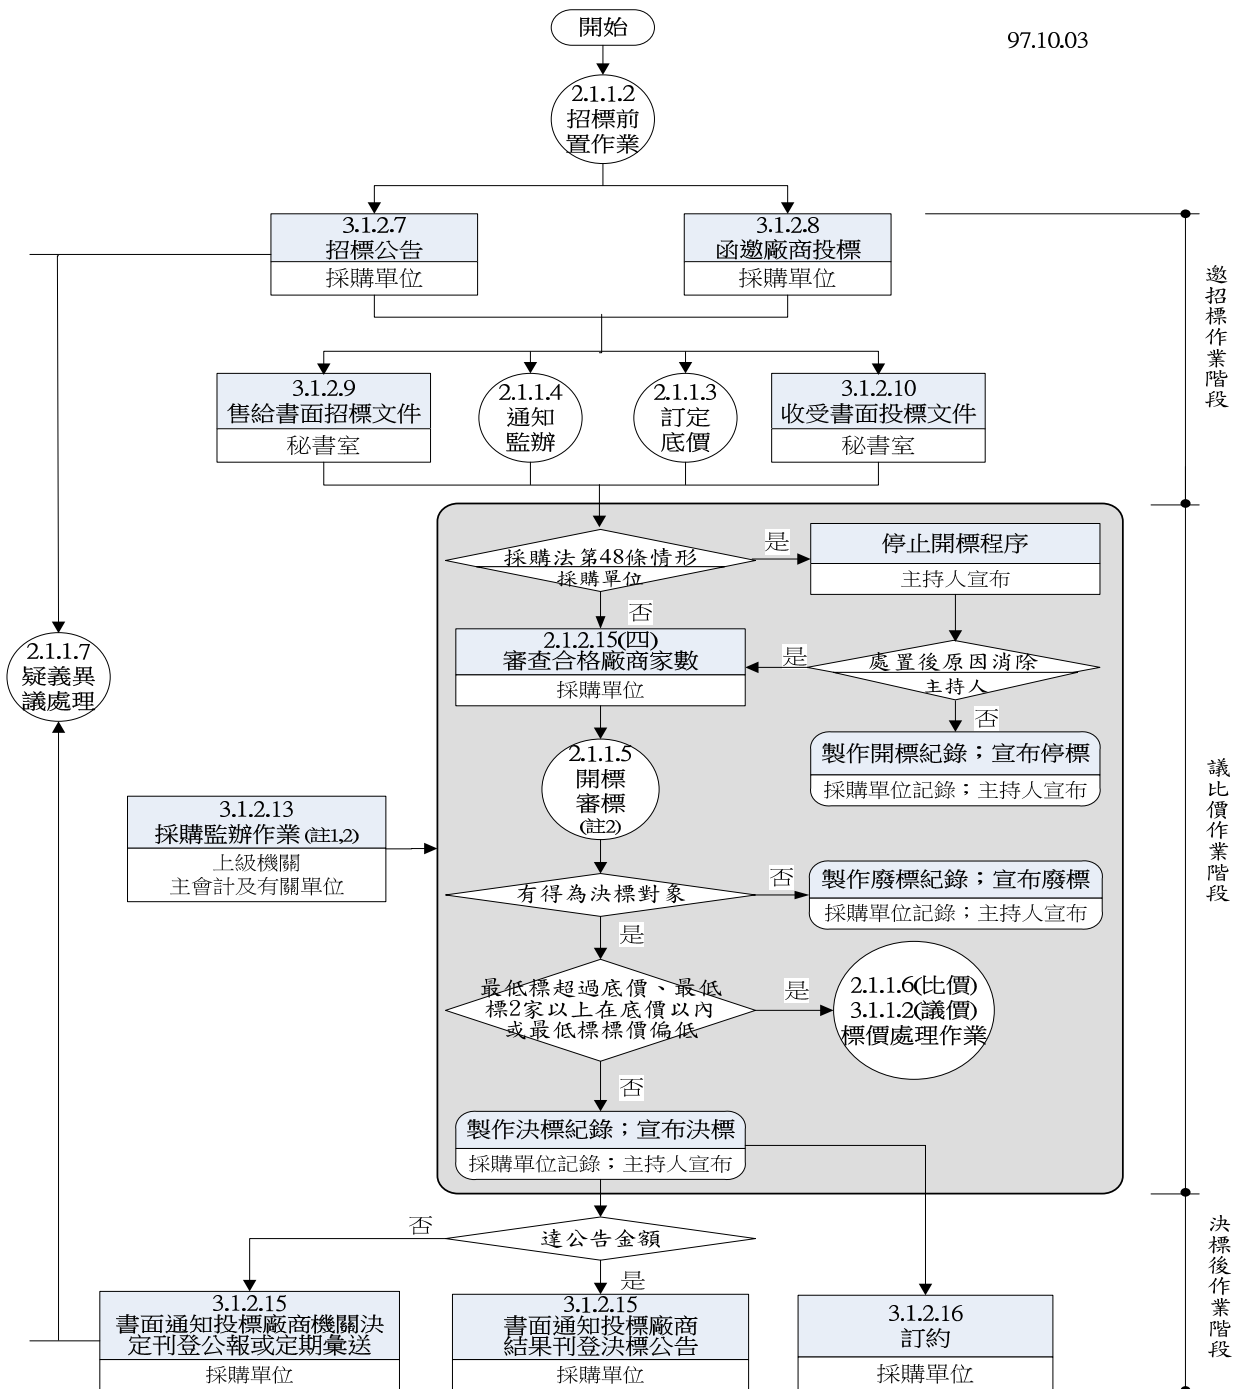 開始
97.10.03
2.1.1.2
招標前
置作業
3.1.2.7
招標公告
採購單位
3.1.2.8
函邀廠商投標
採購單位
邀招標作業階段
3.1.2.9
售給書面招標文件
秘書室
2.1.1.4
通知
監辦
2.1.1.3
訂定
底價
3.1.2.10
收受書面投標文件
秘書室
採購法第48條情形
採購單位
是
停止開標程序
主持人宣布
否
2.1.2.15(四)
審查合格廠商家數
採購單位
是
處置後原因消除
主持人
否
製作開標紀錄；宣布停標
採購單位記錄；主持人宣布
2.1.1.7
疑義異
議處理
2.1.1.5
開標
審標
(註2)
議比價作業階段
3.1.2.13
採購監辦作業(註1,2)
上級機關
主會計及有關單位
有得為決標對象
否
製作廢標紀錄；宣布廢標
採購單位記錄；主持人宣布
是
最低標超過底價、最低
標2家以上在底價以內
或最低標標價偏低
是
2.1.1.6(比價)
3.1.1.2(議價)
標價處理作業
否
製作決標紀錄；宣布決標
採購單位記錄；主持人宣布
達公告金額
否
是
決標後作業階段
3.1.2.15
書面通知投標廠商機關決
定刊登公報或定期彙送
採購單位
3.1.2.15
書面通知投標廠商
結果刊登決標公告
採購單位
3.1.2.16
訂約
採購單位